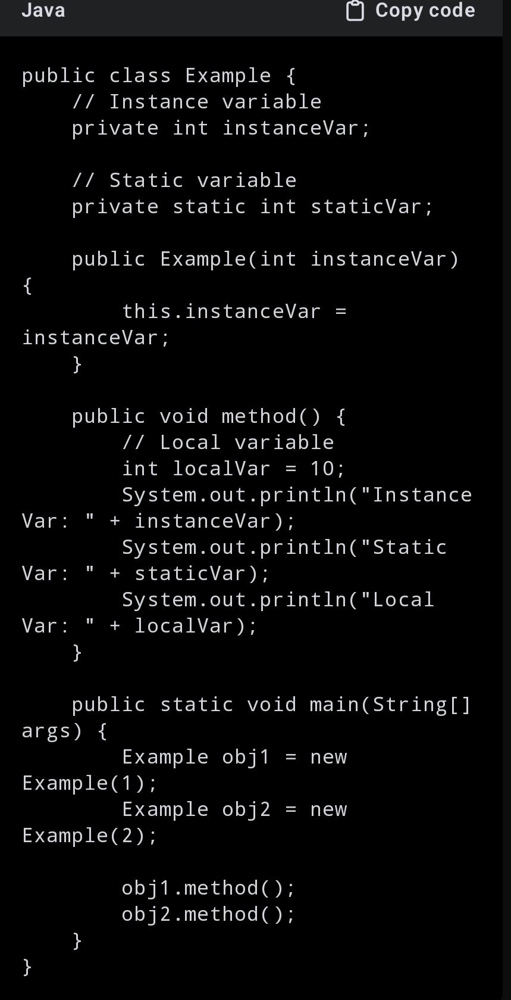 Java
Copy code
public class Example {
// Instance variable
private int instanceVar;
// Static variable
private static int staticVar;
public Example(int instanceVar)
{
this.instanceVar =
instanceVar;
}
public void method() {
// Local variable
int localVar = 10;
System.out.println("Instance
Var: " + instanceVar);
System.out.println("Static
Var: " + staticVar);
System.out.println("Local
Var: " + localVar);
}
public static void main(String[]
args) {
Example obj1 = new
Example(1);
Example obj2 = new
Example(2);
obj1.method();
obj2.method();
}
}